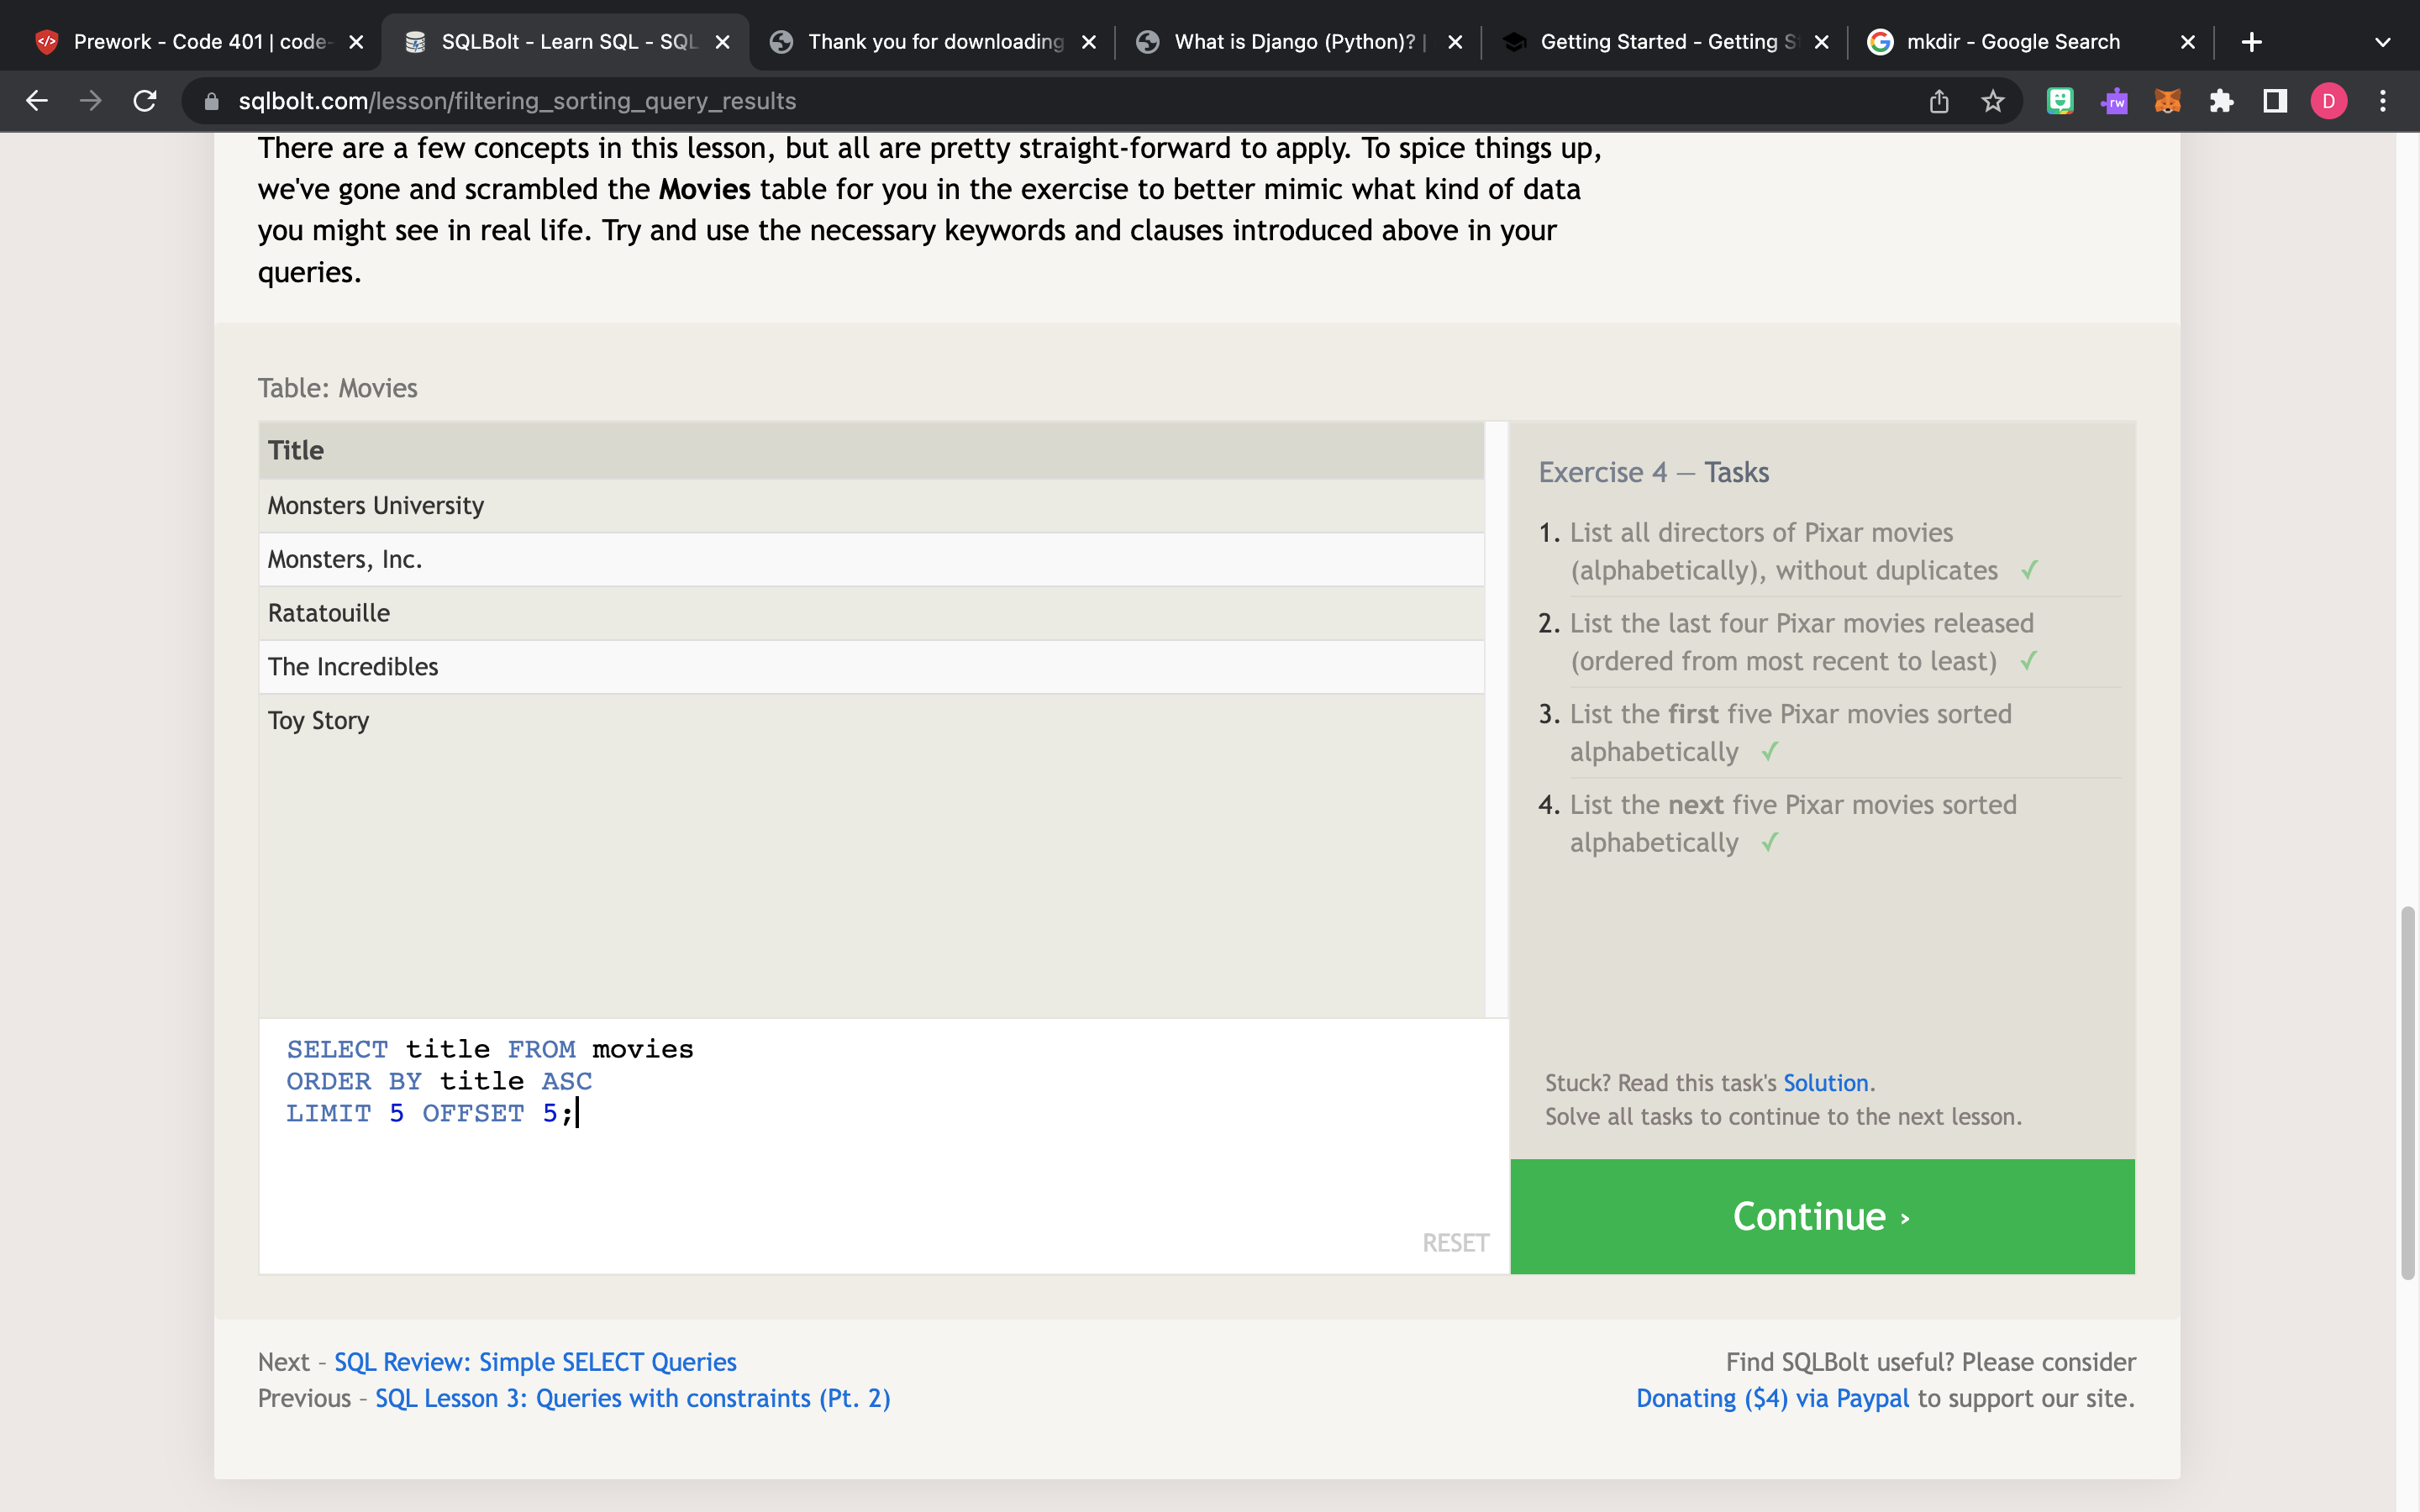 Prework - Code 401 | code-
SQLBolt - Learn SQL - SQL
Thank you for downloading
What is Django (Python)? |
Getting Started - Getting S
mkdir - Google Search
sqlbolt.com/lesson/filtering_sorting_query_results
rw
D
There are a few concepts in this lesson, but all are pretty straight-forward to apply. To spice things up,
we've gone and scrambled the Movies table for you in the exercise to better mimic what kind of data
you might see in real life. Try and use the necessary keywords and clauses introduced above in your
queries.
Table: Movies
Title
Monsters University
Monsters, Inc.
Ratatouille
The Incredibles
Toy Story
SELECT title FROM movies
ORDER BY title ASC
LIMIT 5 OFFSET 5;
RESET
Exercise 4 — Tasks
1. List all directors of Pixar movies
(alphabetically), without duplicates ✓
2. List the last four Pixar movies released
(ordered from most recent to least) ✓
3. List the first five Pixar movies sorted
alphabetically ✓
4. List the next five Pixar movies sorted
alphabetically ✓
Stuck? Read this task's Solution.
Solve all tasks to continue to the next lesson.
Continue ›
Next – SQL Review: Simple SELECT Queries
Previous – SQL Lesson 3: Queries with constraints (Pt. 2)
Find SQLBolt useful? Please consider
Donating ($4) via Paypal to support our site.